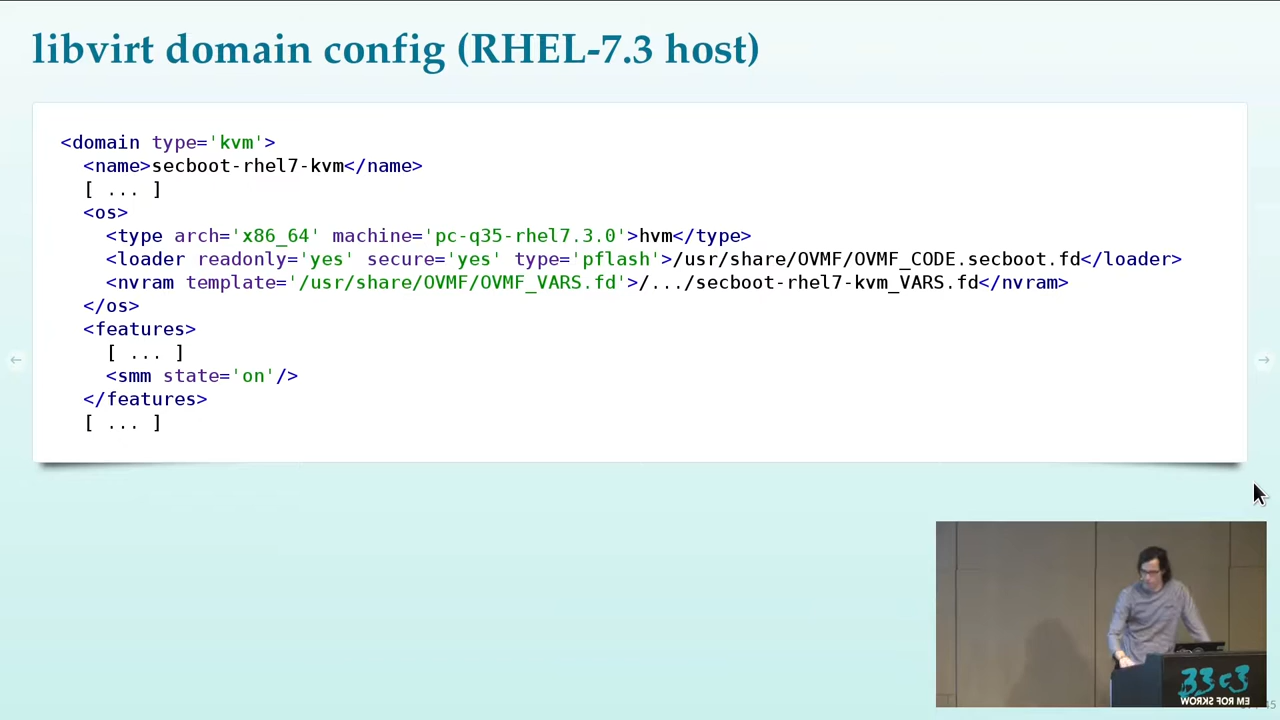 libvirt domain config (RHEL-7.3 host)
<domain type='kvm'>
  <name>secboot-rhel7-kvm</name>
  [ ... ]
  <os>
    <type arch='x86_64' machine='pc-q35-rhel7.3.0'>hvm</type>
    <loader readonly='yes' secure='yes' type='pflash'>/usr/share/OVMF/OVMF_CODE.secboot.fd</loader>
    <nvram template='/usr/share/OVMF/OVMF_VARS.fd'>/.../secboot-rhel7-kvm_VARS.fd</nvram>
  </os>
  <features>
    [ ... ]
    <smm state='on'/>
  </features>
  [ ... ]
←
→
33c3
WORKS FOR ME